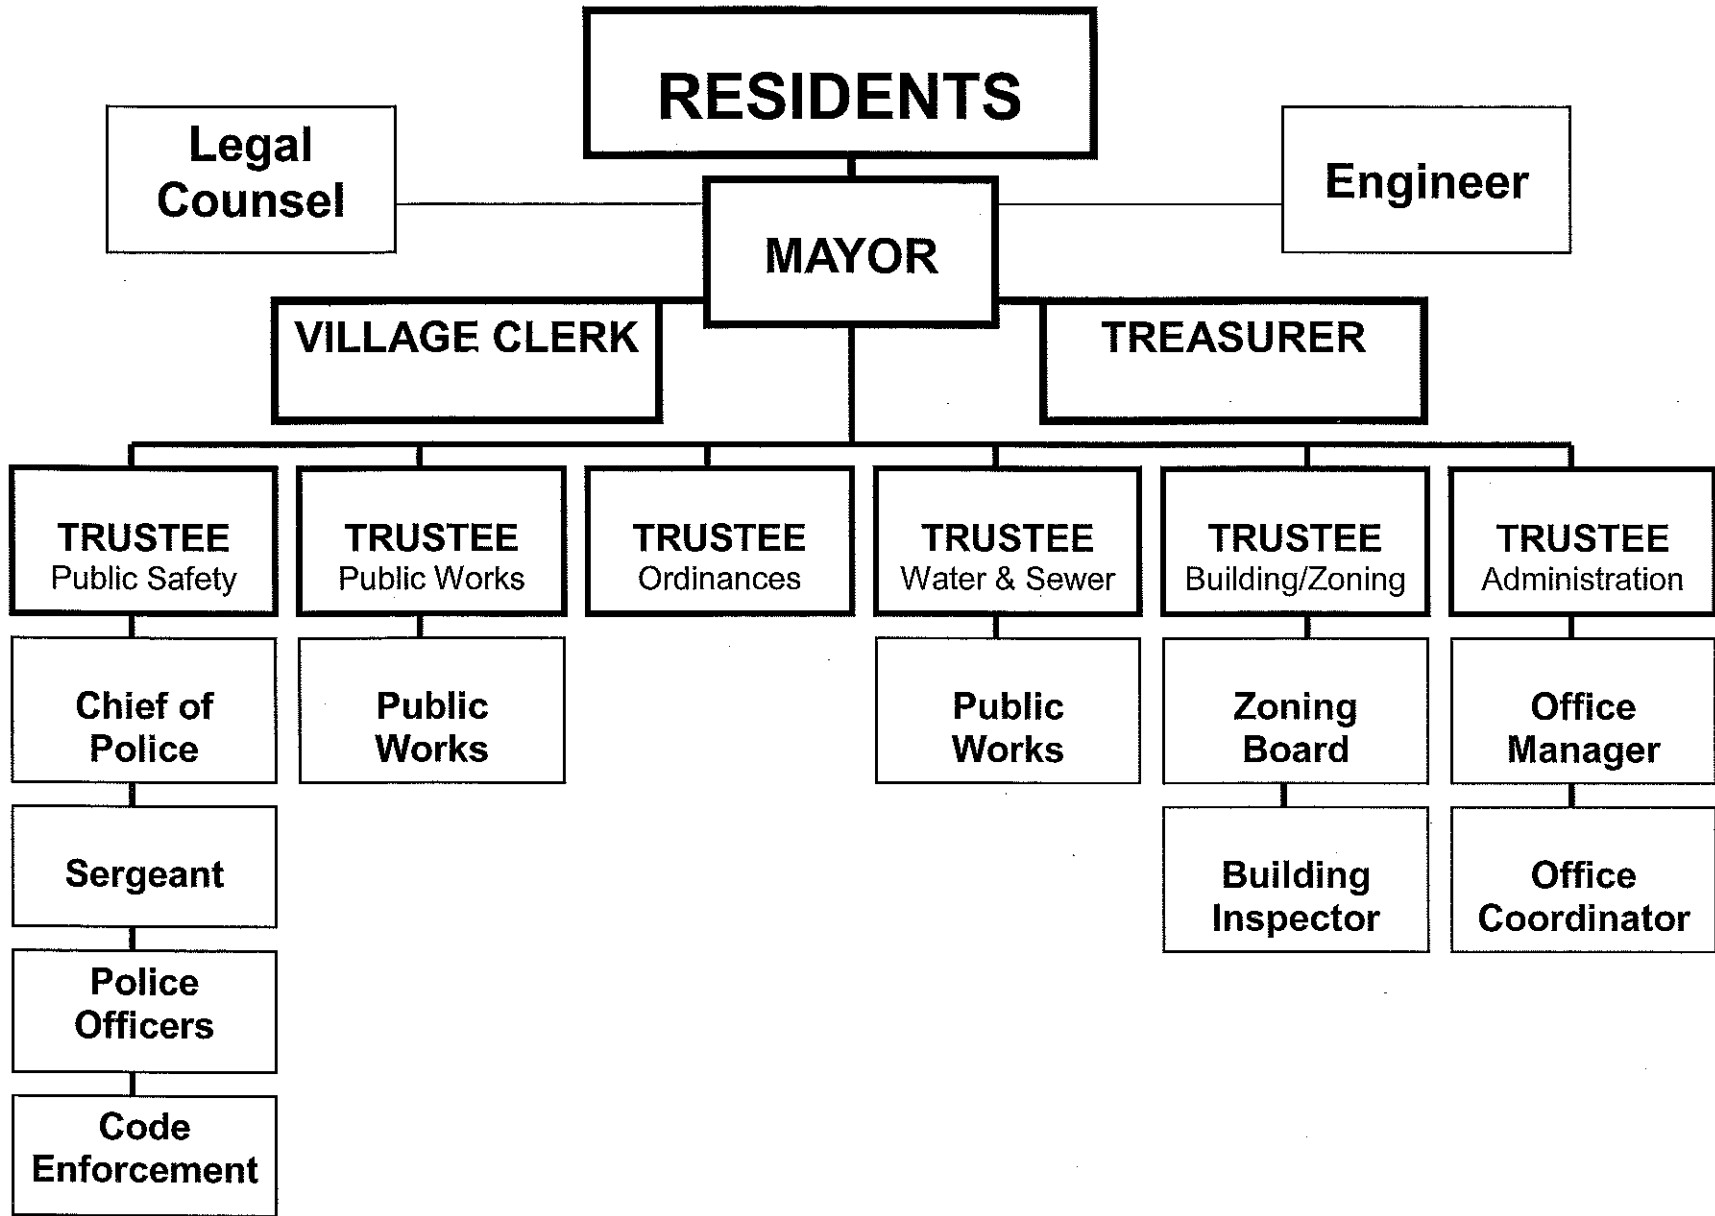 RESIDENTS
Legal
Counsel
Engineer
MAYOR
VILLAGE CLERK
TREASURER
TRUSTEE
Public Safety
TRUSTEE
Public Works
TRUSTEE
Ordinances
TRUSTEE
Water & Sewer
TRUSTEE
Building/Zoning
TRUSTEE
Administration
Chief of
Police
Public
Works
Public
Works
Zoning
Board
Office
Manager
Sergeant
Building
Inspector
Office
Coordinator
Police
Officers
Code
Enforcement